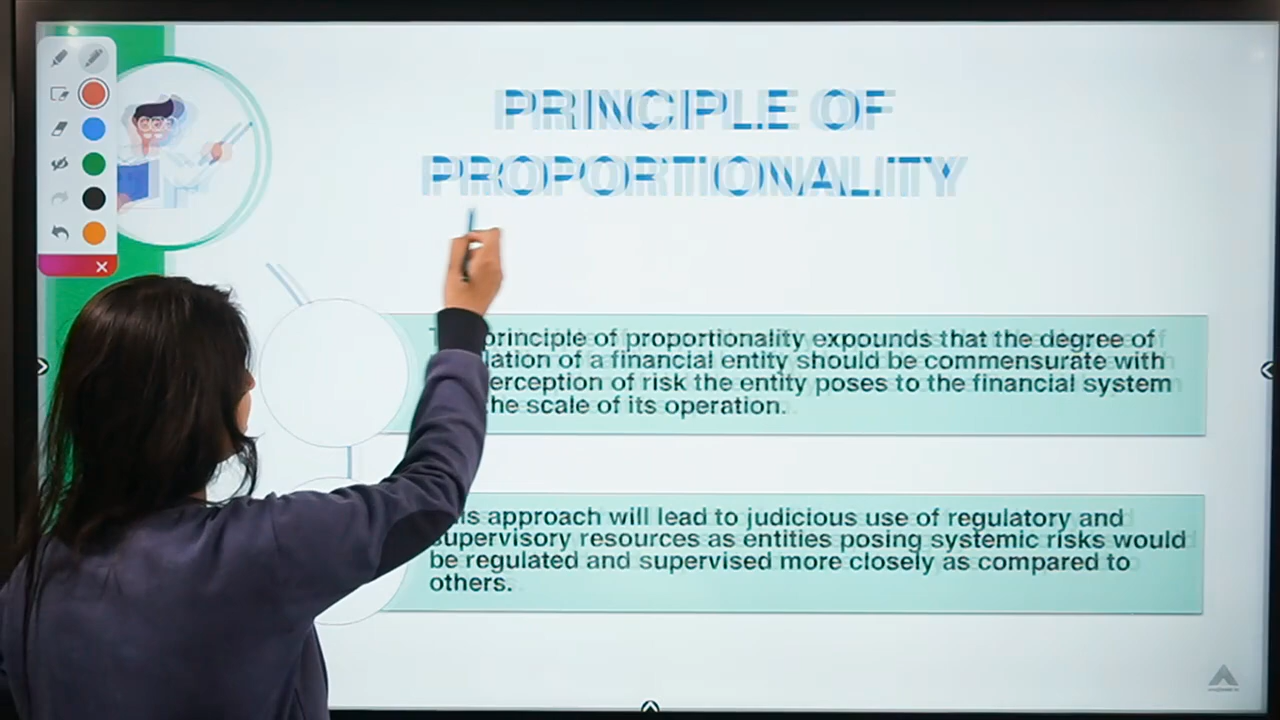 PRINCIPLE OF
PROPORTIONALITY
principle of proportionality expounds that the degree of
lation of a financial entity should be commensurate with
erception of risk the entity poses to the financial system
he scale of its operation.
is approach will lead to judicious use of regulatory and
supervisory resources as entities posing systemic risks would
be regulated and supervised more closely as compared to
others.